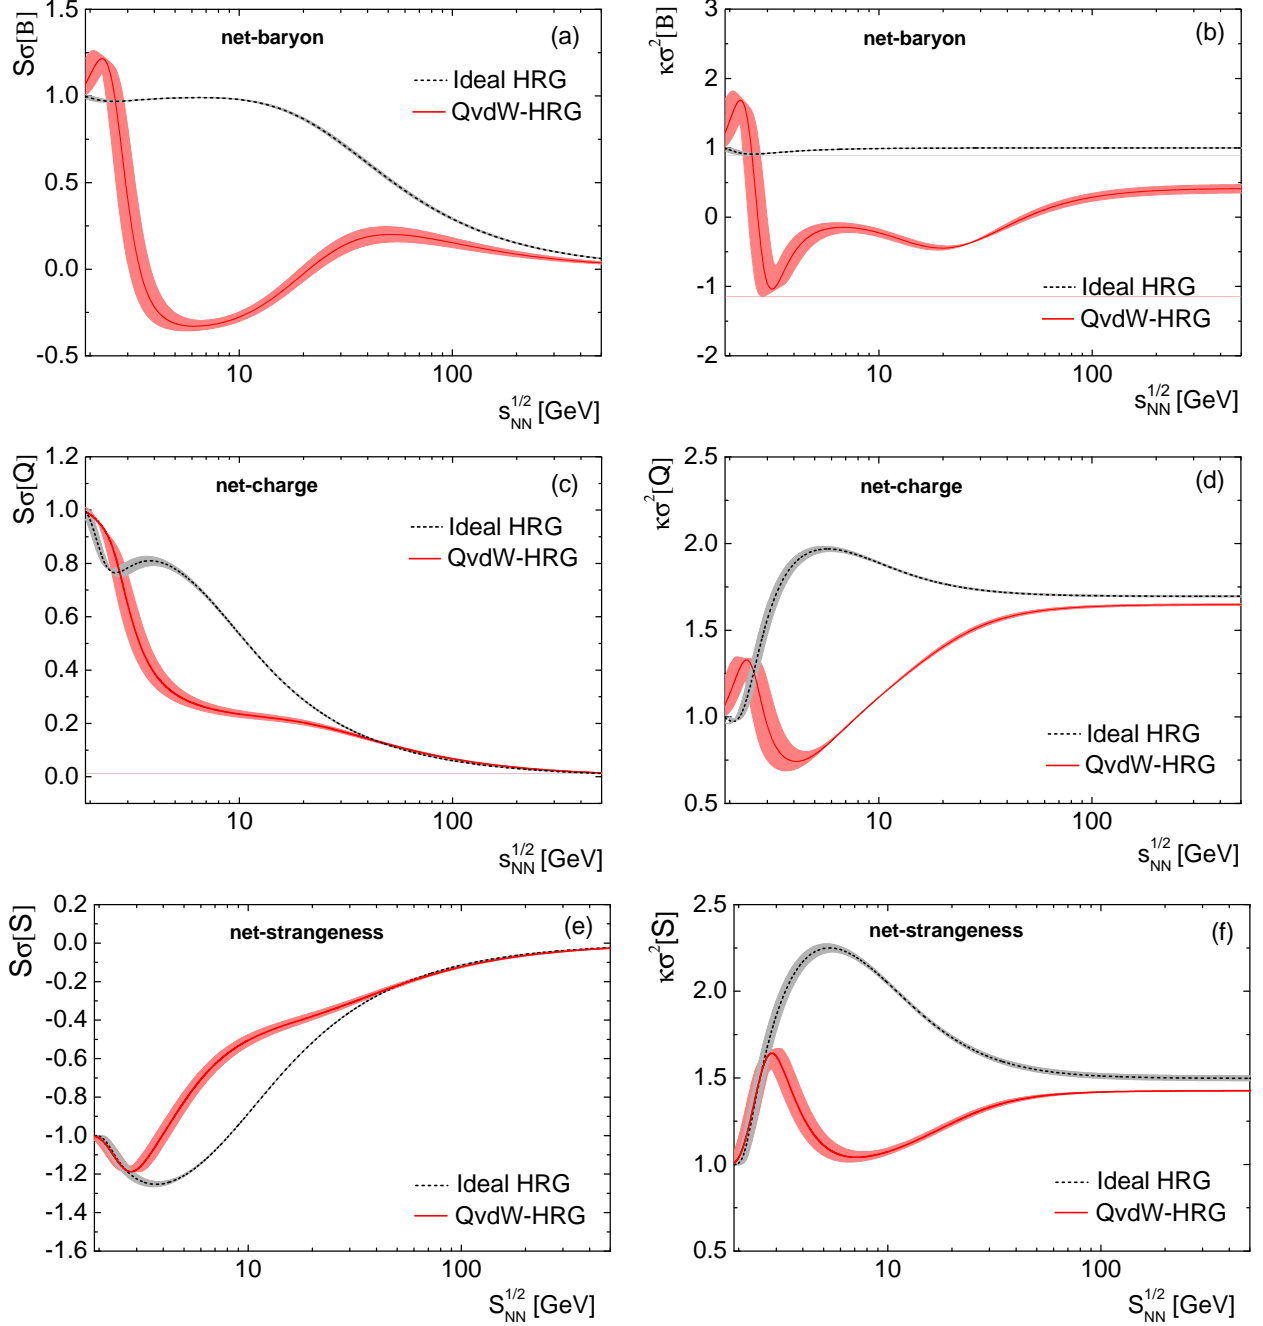 Sσ[B]
1.5
1.0
0.5
0.0
-0.5
net-baryon
(a)
Ideal HRG
QvdW-HRG
10
100
s_NN^1/2 [GeV]
κσ²[B]
3
2
1
0
-1
-2
net-baryon
(b)
Ideal HRG
QvdW-HRG
10
100
s_NN^1/2 [GeV]
Sσ[Q]
1.2
1.0
0.8
0.6
0.4
0.2
0.0
net-charge
(c)
Ideal HRG
QvdW-HRG
10
100
s_NN^1/2 [GeV]
κσ²[Q]
2.5
2.0
1.5
1.0
0.5
net-charge
(d)
Ideal HRG
QvdW-HRG
10
100
s_NN^1/2 [GeV]
Sσ[S]
0.2
0.0
-0.2
-0.4
-0.6
-0.8
-1.0
-1.2
-1.4
-1.6
net-strangeness
(e)
Ideal HRG
QvdW-HRG
10
100
S_NN^1/2 [GeV]
κσ²[S]
2.5
2.0
1.5
1.0
0.5
net-strangeness
(f)
Ideal HRG
QvdW-HRG
10
100
S_NN^1/2 [GeV]